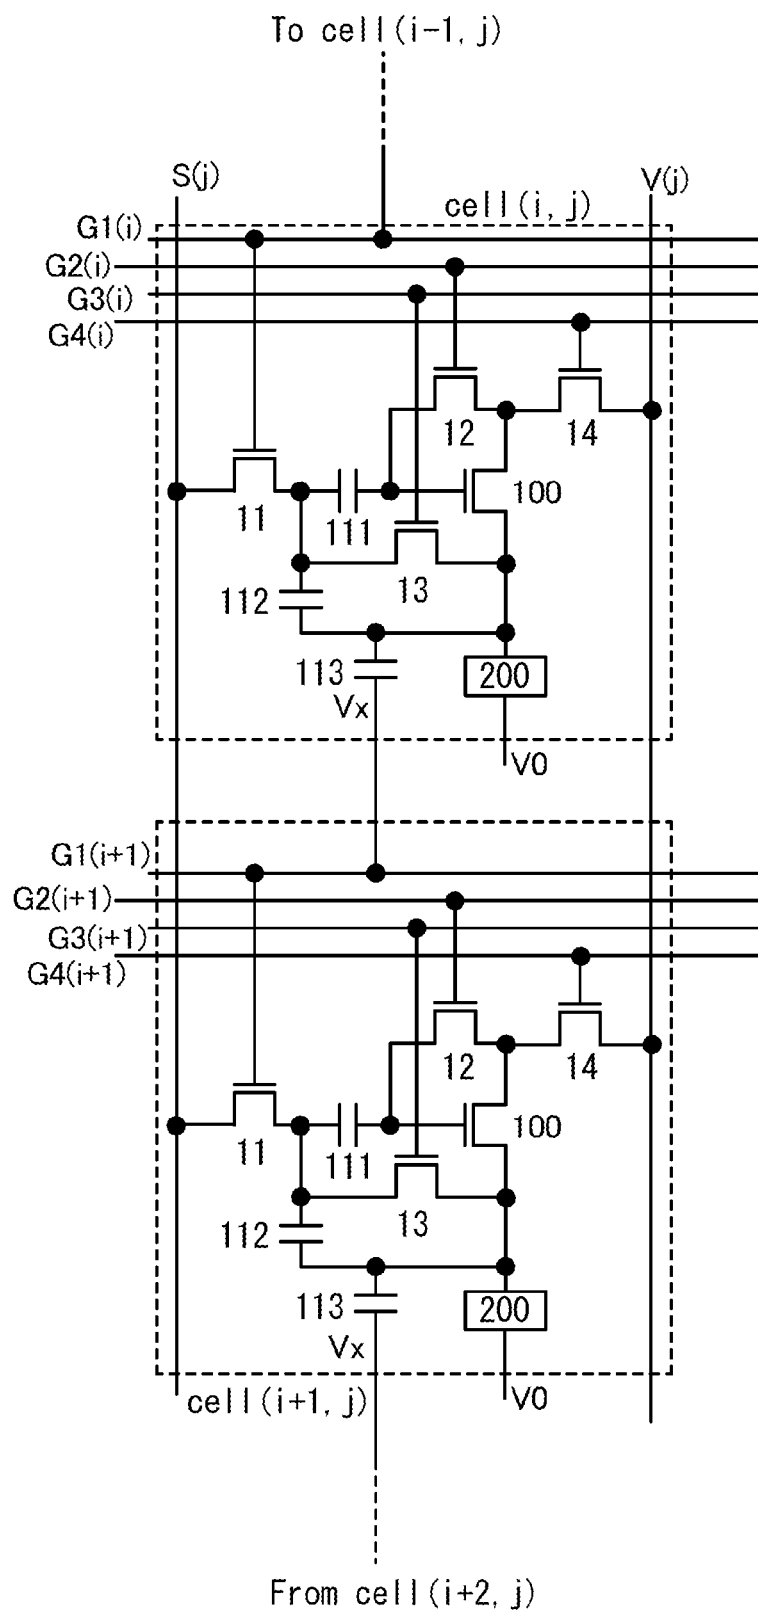 To cell(i-1, j)
S(j)
V(j)
cell(i, j)
G1(i)
G2(i)
G3(i)
G4(i)
12
14
100
11
111
13
112
113
200
Vx
V0
G1(i+1)
G2(i+1)
G3(i+1)
G4(i+1)
12
14
100
11
111
13
112
113
200
Vx
cell(i+1, j)
V0
From cell(i+2, j)